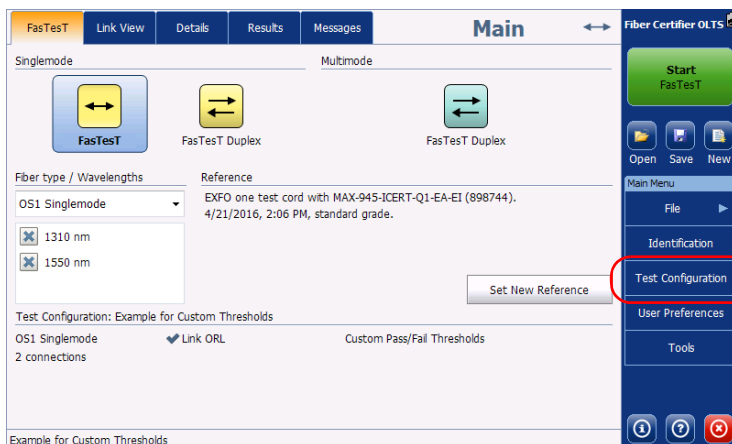 FasTesT
Link View
Details
Results
Messages
Main
Singlemode
Multimode
FasTesT
FasTesT Duplex
FasTesT Duplex
Fiber type / Wavelengths
OS1 Singlemode
1310 nm
1550 nm
Reference
EXFO one test cord with MAX-945-ICERT-Q1-EA-EI (898744).
4/21/2016, 2:06 PM, standard grade.
Set New Reference
Test Configuration: Example for Custom Thresholds
OS1 Singlemode
2 connections
Link ORL
Custom Pass/Fail Thresholds
Example for Custom Thresholds
Fiber Certifier OLTS
Start
FasTesT
Open
Save
New
Main Menu
File
Identification
Test Configuration
User Preferences
Tools